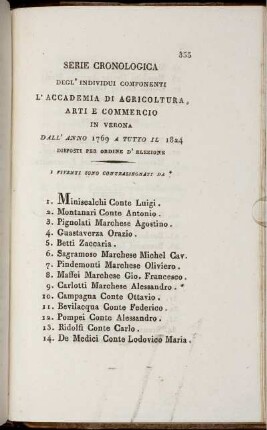 333
SERIE CRONOLOGICA
DEGL' INDIVIDUI COMPONENTI
L'ACCADEMIA DI AGRICOLTURA,
ARTI E COMMERCIO
IN VERONA
DALL' ANNO 1769 A TUTTO IL 1824
DISPOSTI PER ORDINE D' ELEZIONE
I VIVENTI SONO CONTRASEGNATI DA *
1. Miniscalchi Conte Luigi.
2. Montanari Conte Antonio.
3. Pignolati Marchese Agostino.
4. Guastaverza Orazio.
5. Betti Zaccaria.
6. Sagramoso Marchese Michel Cav.
7. Pindemonti Marchese Oliviero.
8. Maffei Marchese Gio. Francesco.
9. Carlotti Marchese Alessandro. *
10. Campagna Conte Ottavio.
11. Bevilacqua Conte Federico.
12. Pompei Conte Alessandro.
13. Ridolfi Conte Carlo.
14. De Medici Conte Lodovico Maria.